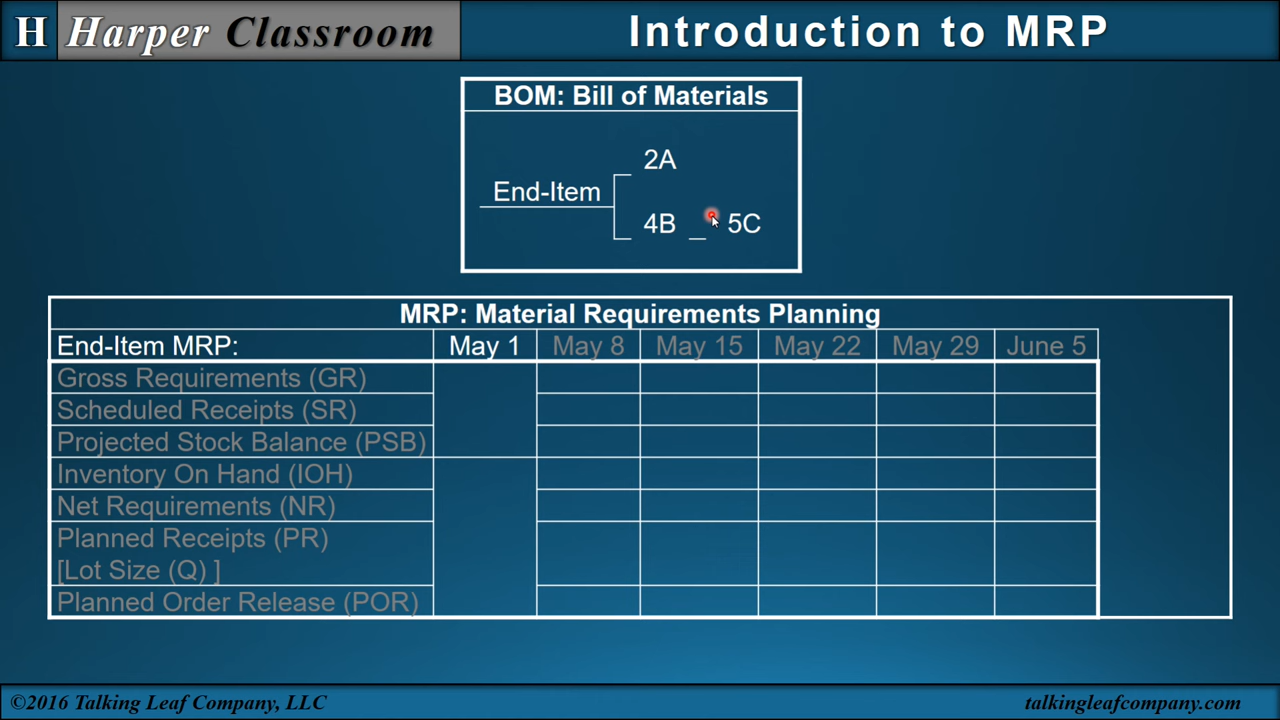 H Harper Classroom
Introduction to MRP
BOM: Bill of Materials
2A
End-Item
4B _ 5C
MRP: Material Requirements Planning
End-Item MRP: May 1 May 8 May 15 May 22 May 29 June 5
Gross Requirements (GR)
Scheduled Receipts (SR)
Projected Stock Balance (PSB)
Inventory On Hand (IOH)
Net Requirements (NR)
Planned Receipts (PR)
[Lot Size (Q) ]
Planned Order Release (POR)
©2016 Talking Leaf Company, LLC
talkingleafcompany.com